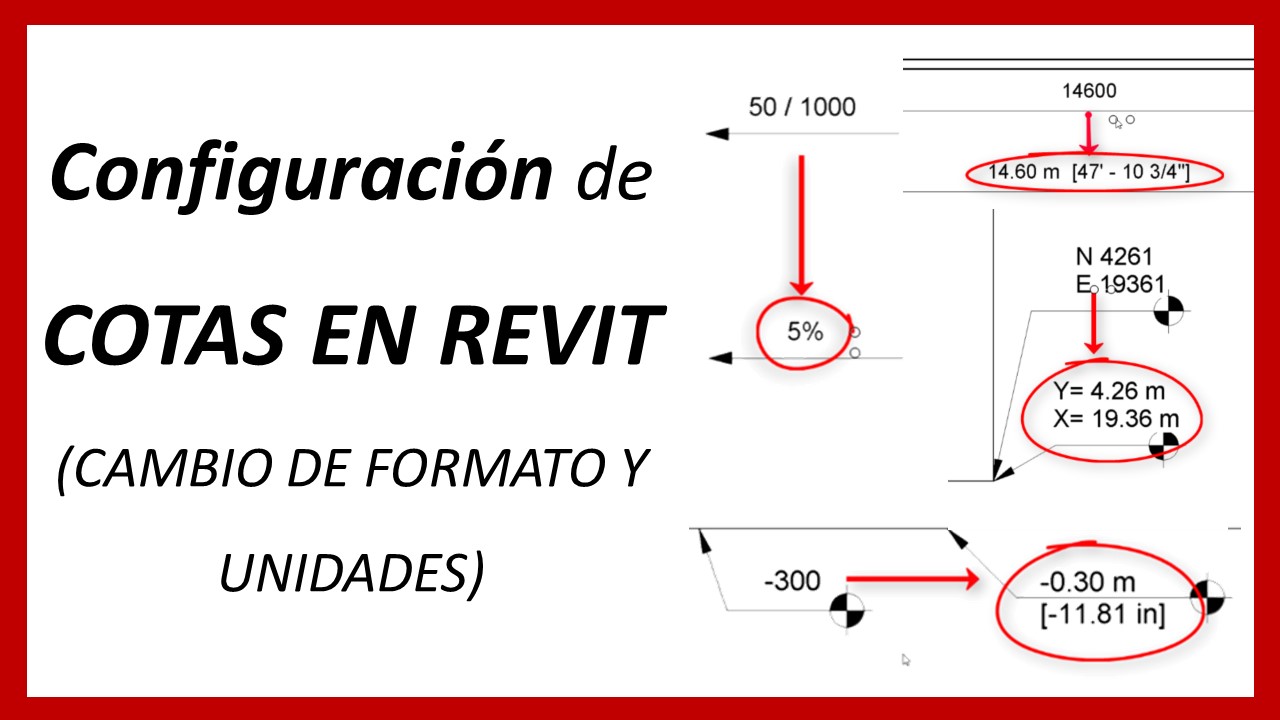 Configuración de
COTAS EN REVIT
(CAMBIO DE FORMATO Y
UNIDADES)
50 / 1000
5%
14600
14.60 m [47' - 10 3/4"]
N 4261
E 19361
Y= 4.26 m
X= 19.36 m
-300
-0.30 m
[-11.81 in]